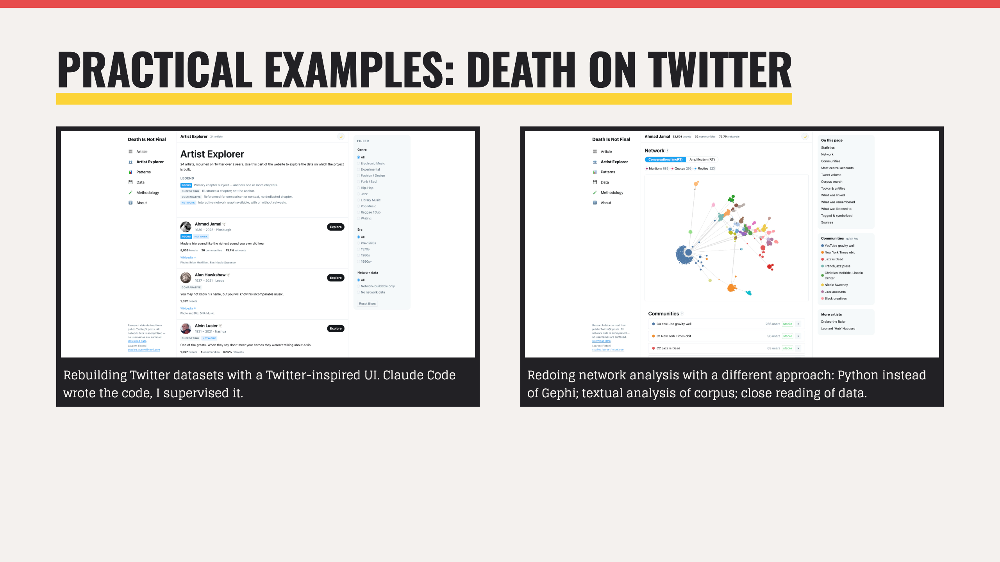 PRACTICAL EXAMPLES: DEATH ON TWITTER
Death Is Not Final
Article
Artist Explorer
Patterns
Data
Methodology
About
Research data derived from
public Twitter/X posts. All
network data is anonymised —
no usernames are surfaced.
Download data.
Laurent Fintoni ·
studies.laurentfintoni.com
Artist Explorer 24 artists
Artist Explorer
24 artists, mourned on Twitter over 2 years. Use this part of the website to explore the data on which the project
is built.
LEGEND
FOCUS Primary chapter subject — anchors one or more chapters.
SUPPORTING Illustrates a chapter; not the anchor.
COMPARATIVE Referenced for comparison or context, no dedicated chapter.
NETWORK Interactive network graph available, with or without retweets.
Ahmad Jamal
1930 – 2023 · Pittsburgh
Explore
FOCUS NETWORK
Made a trio sound like the richest sound you ever did hear.
8,535 tweets 26 communities 73.7% retweets
Wikipedia ↗
Photo: Brian McMillen. Bio: Nicole Sweeney.
Alan Hawkshaw
1937 – 2021 · Leeds
Explore
COMPARATIVE
You may not know his name, but you will know his incomparable music.
1,532 tweets
Wikipedia ↗
Photo and Bio: DNA Music.
Alvin Lucier
1931 – 2021 · Nashua
Explore
SUPPORTING NETWORK
One of the greats. When they say don't meet your heroes they weren't talking about Alvin.
1,697 tweets 4 communities 67.5% retweets
FILTER
Genre
All
Electronic Music
Experimental
Fashion / Design
Funk / Soul
Hip-Hop
Jazz
Library Music
Pop Music
Reggae / Dub
Writing
Era
All
Pre-1970s
1970s
1980s
1990s+
Network data
All
Network-buildable only
No network data
Reset filters
Rebuilding Twitter datasets with a Twitter-inspired UI. Claude Code
wrote the code, I supervised it.
Death Is Not Final
Article
Artist Explorer
Patterns
Data
Methodology
About
Research data derived from
public Twitter/X posts. All
network data is anonymised —
no usernames are surfaced.
Download data.
Laurent Fintoni ·
studies.laurentfintoni.com
Ahmad Jamal 32,501 tweets 32 communities 73.7% retweets
Network ?
Conversational (noRT) Amplification (RT)
Mentions 885 Quotes 299 Replies 223
Communities ?
C0 YouTube gravity well 266 users stable
C1 New York Times obit 96 users stable
C2 Jazz is Dead 63 users stable
On this page
Statistics
Network
Communities
Most central accounts
Tweet volume
Corpus search
Topics & entities
What was linked
What was remembered
What was listened to
Tagged & symbolized
Sources
Communities · quick key
YouTube gravity well
New York Times obit
Jazz is Dead
French jazz press
Christian McBride, Lincoln
Center
Nicole Sweeney
Jazz accounts
Black creatives
More artists
Drakeo the Ruler
Leonard 'Hub' Hubbard
Redoing network analysis with a different approach: Python instead
of Gephi; textual analysis of corpus; close reading of data.